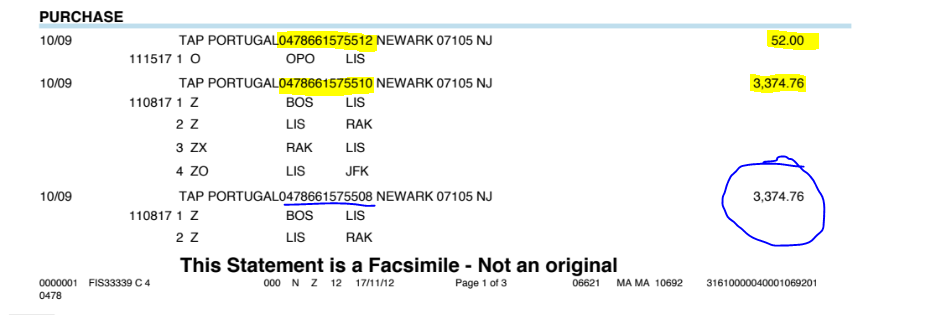 PURCHASE
10/09 TAP PORTUGAL0478661575512 NEWARK 07105 NJ 52.00
111517 1 O OPO LIS
10/09 TAP PORTUGAL0478661575510 NEWARK 07105 NJ 3,374.76
110817 1 Z BOS LIS
2 Z LIS RAK
3 ZX RAK LIS
4 ZO LIS JFK
10/09 TAP PORTUGAL0478661575508 NEWARK 07105 NJ 3,374.76
110817 1 Z BOS LIS
2 Z LIS RAK
This Statement is a Facsimile - Not an original
0000001 FIS33339 C 4 000 N Z 12 17/11/12 Page 1 of 3 06621 MA MA 10692 31610000040001069201
0478